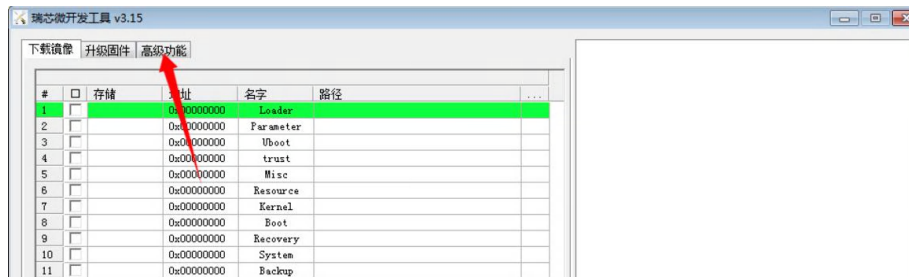 瑞芯微开发工具 v3.15
下载镜像 升级固件 高级功能
# 存储 地址 名字 路径 ...
1 0x00000000 Loader
2 0x00000000 Parameter
3 0x00000000 Uboot
4 0x00000000 trust
5 0x00000000 Misc
6 0x00000000 Resource
7 0x00000000 Kernel
8 0x00000000 Boot
9 0x00000000 Recovery
10 0x00000000 System
11 0x00000000 Backup